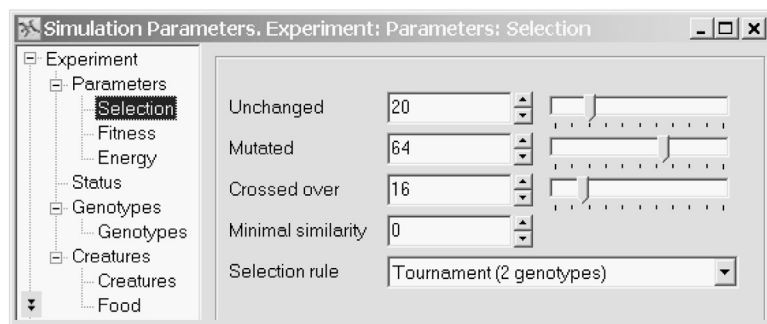 Simulation Parameters. Experiment: Parameters: Selection
Experiment
Parameters
Selection
Fitness
Energy
Status
Genotypes
Genotypes
Creatures
Creatures
Food
Unchanged 20
Mutated 64
Crossed over 16
Minimal similarity 0
Selection rule Tournament (2 genotypes)